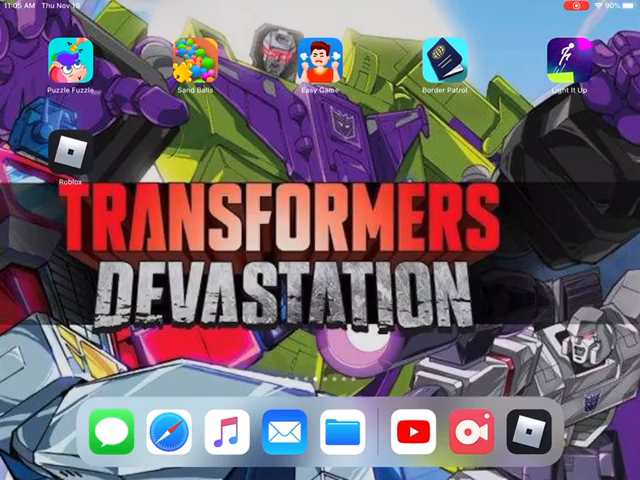 11:05 AM Thu Nov 19
90%
Puzzle Fuzzle
Sand Balls
Easy Game
Border Patrol
Light It Up
Roblox
TRANSFORMERS
DEVASTATION